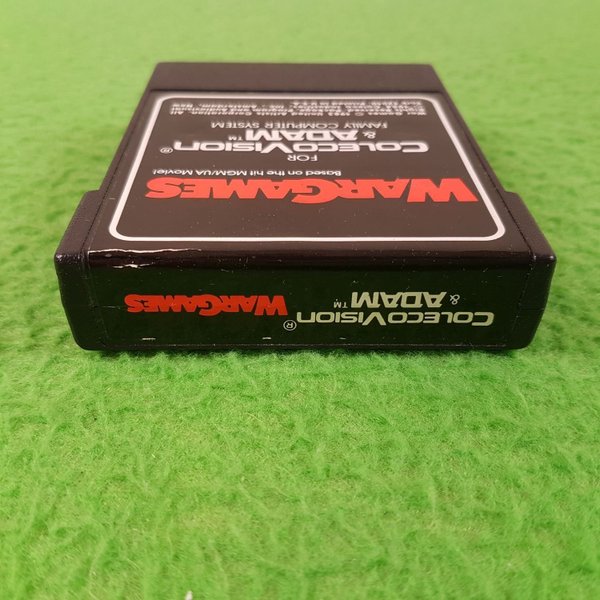 WARGAMES
Based on the hit MGM/UA Movie!
FOR
COLECOVISION®
& ADAM™
FAMILY COMPUTER SYSTEM
WARGAMES
COLECOVISION®
& ADAM™